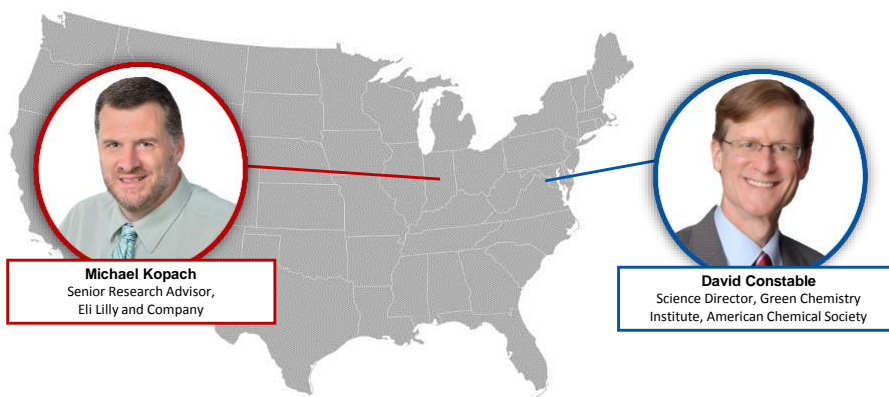 Michael Kopach
Senior Research Advisor,
Eli Lilly and Company
David Constable
Science Director, Green Chemistry
Institute, American Chemical Society